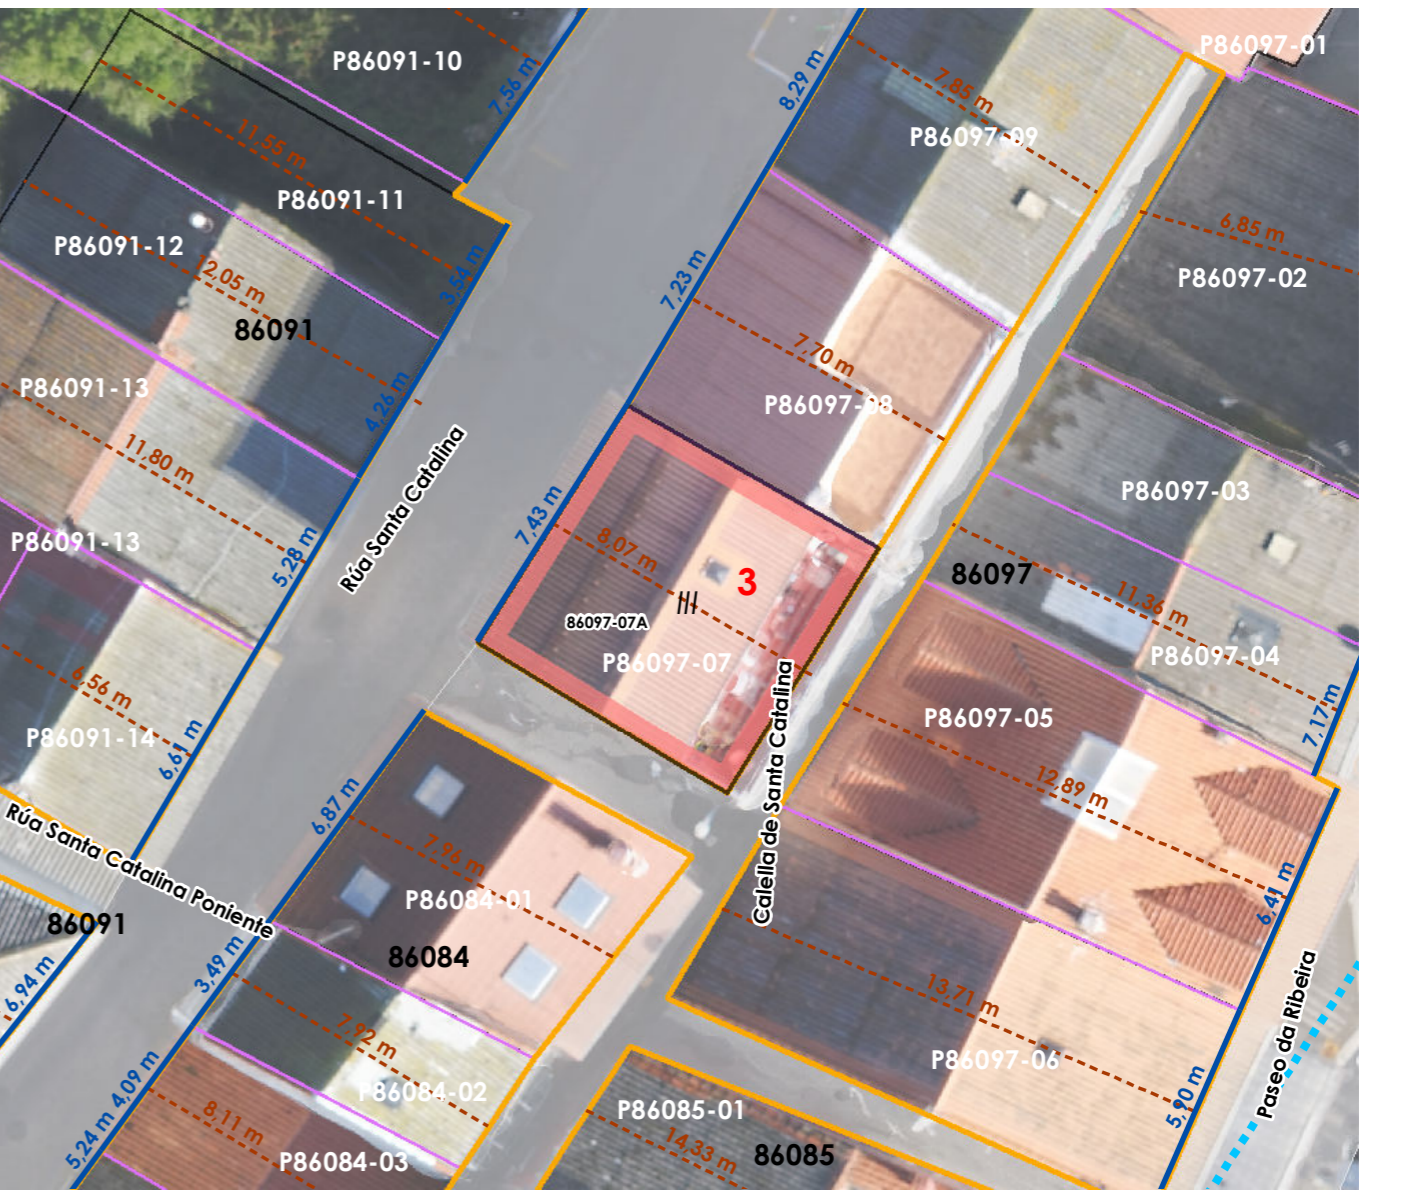 P86097-01
P86091-10
7,56 m
8,29 m
7,85 m
P86097-09
11,55 m
P86091-11
6,85 m
P86097-02
P86091-12
12,05 m
3,54 m
7,23 m
86091
7,70 m
P86091-13
4,26 m
P86097-08
11,80 m
Rúa Santa Catalina
P86097-03
7,43 m
P86091-13
5,28 m
8,07 m
3
III
86097
11,36 m
86097-07A
P86097-07
P86097-04
6,56 m
P86091-14
6,61 m
Calella de Santa Catalina
P86097-05
7,17 m
12,89 m
6,87 m
Rúa Santa Catalina Poniente
7,96 m
P86084-01
6,41 m
86091
86084
3,49 m
6,94 m
13,71 m
Paseo da Ribeira
7,92 m
P86097-06
P86084-02
4,09 m
P86085-01
5,90 m
8,11 m
5,24 m
P86084-03
14,33 m
86085